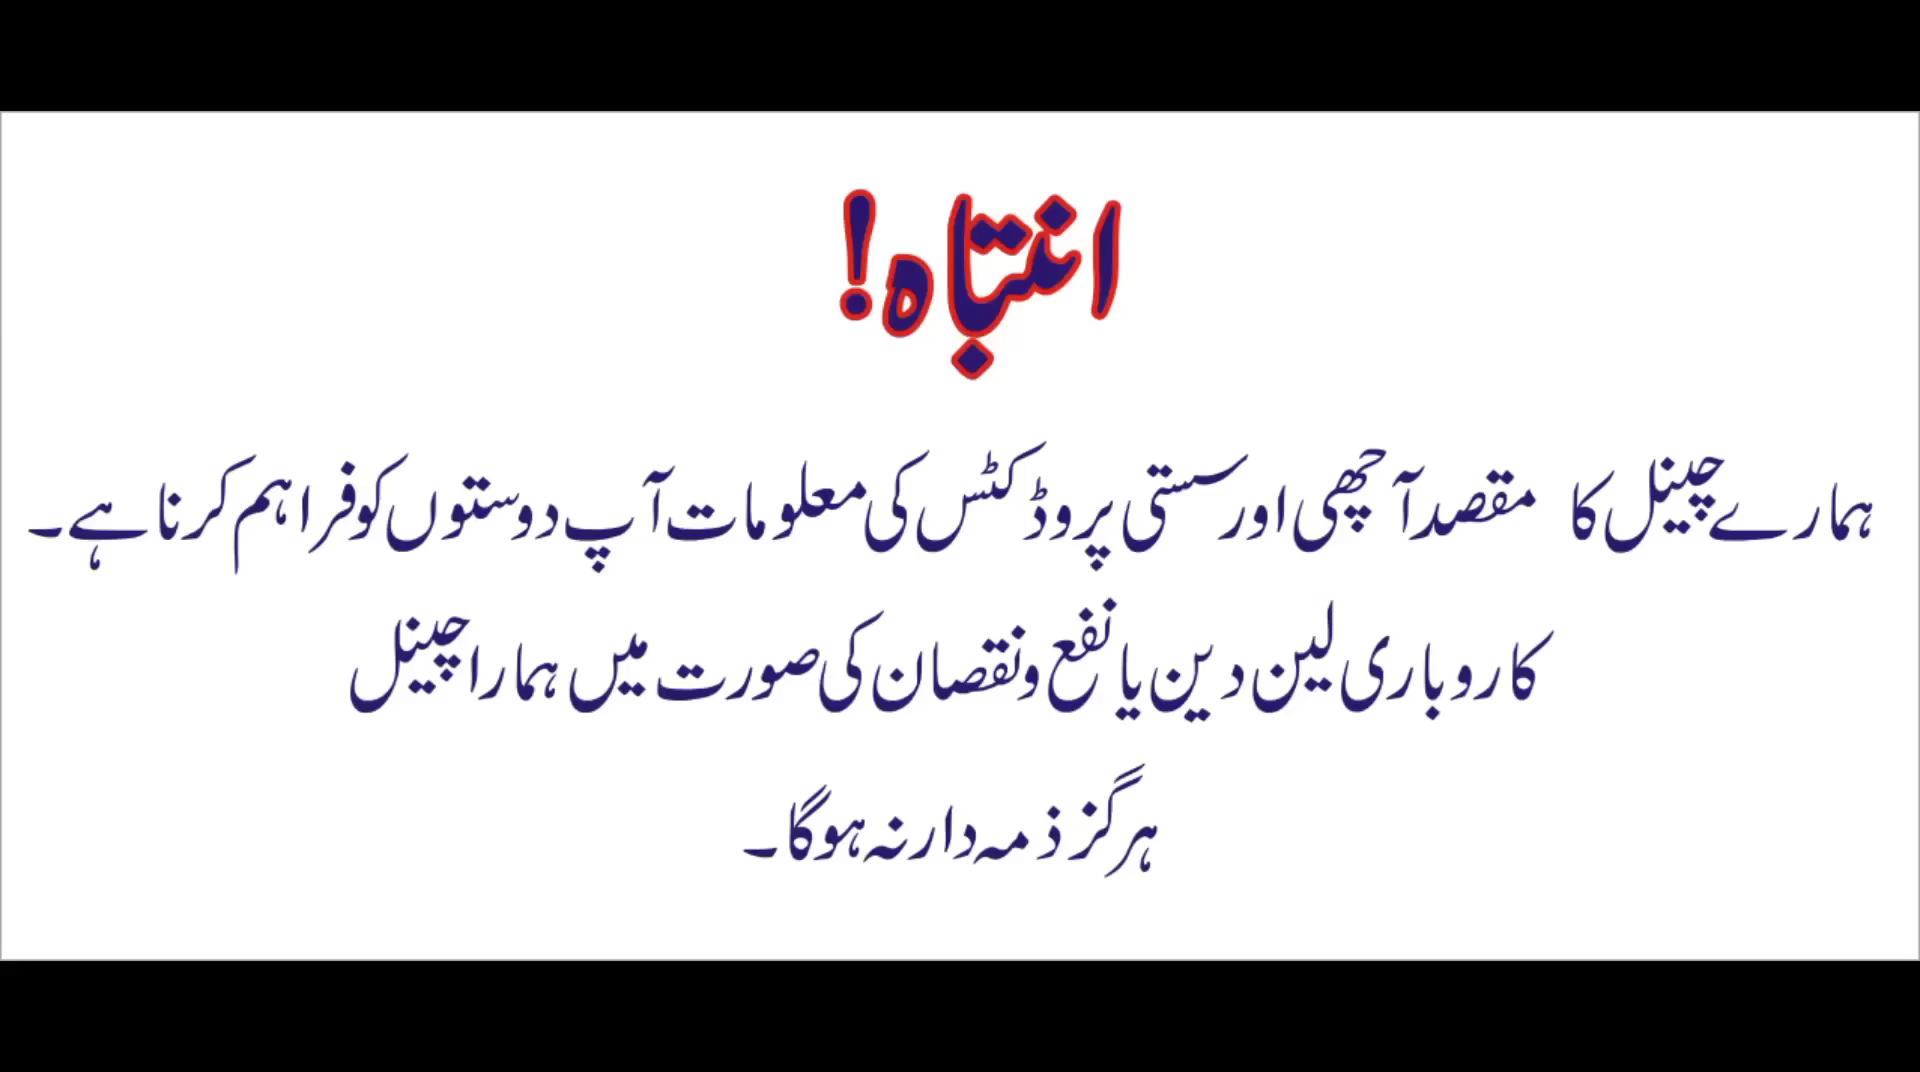 انتباہ!
ہمارے چینل کا مقصد آچھی اور سستی پروڈکٹس کی معلومات آپ دوستوں کو فراہم کرنا ہے۔
کاروباری لین دین یا نفع و نقصان کی صورت میں ہمارا چینل
ہرگز ذمہ دار نہ ہوگا۔